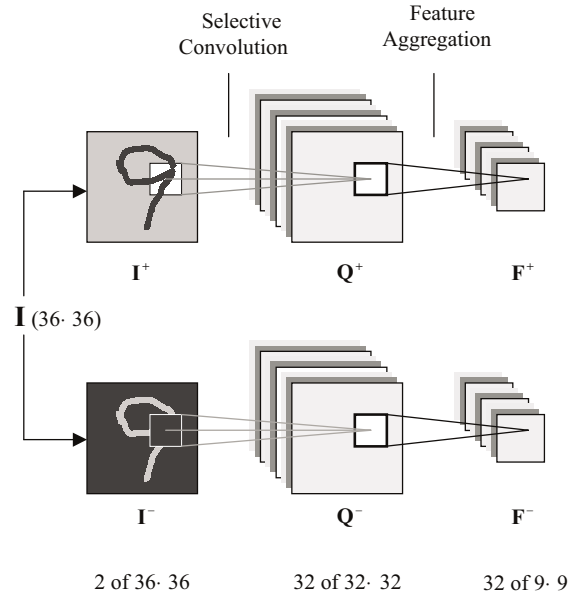 Selective
Convolution
Feature
Aggregation
I⁺
Q⁺
F⁺
I (36· 36)
I⁻
Q⁻
F⁻
2 of 36· 36
32 of 32· 32
32 of 9· 9